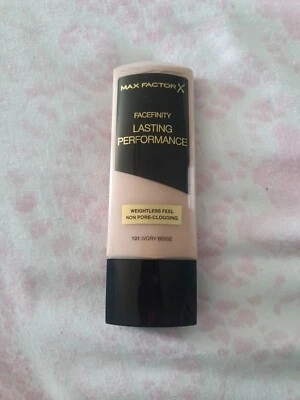 MAX FACTOR X
FACEFINITY
LASTING
PERFORMANCE
WEIGHTLESS FEEL
NON PORE-CLOGGING
101 IVORY BEIGE